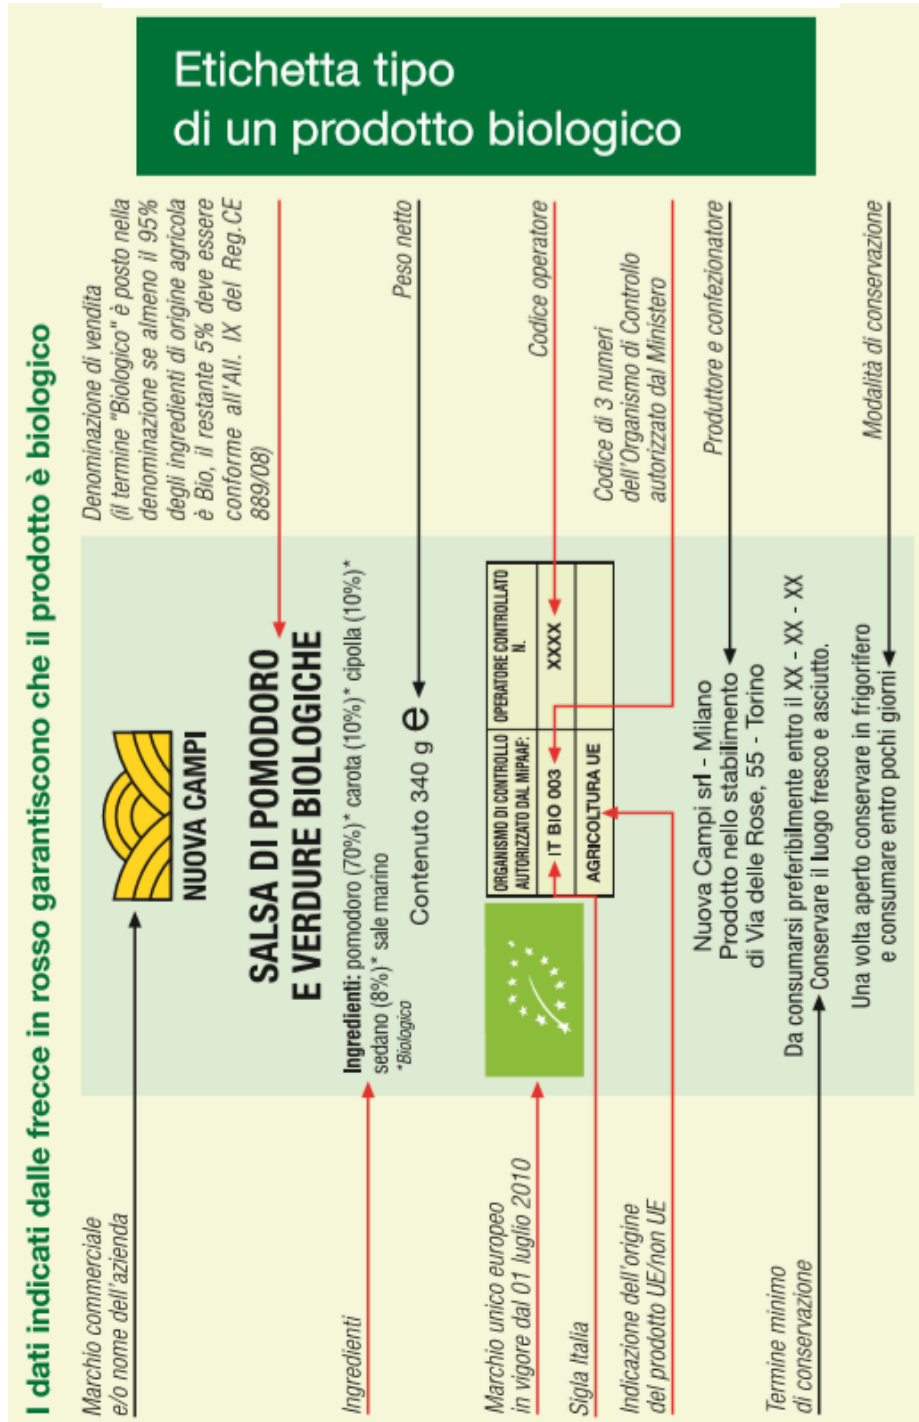 Etichetta tipo
di un prodotto biologico
I dati indicati dalle frecce in rosso garantiscono che il prodotto è biologico
Marchio commerciale
e/o nome dell'azienda
Ingredienti
Marchio unico europeo
in vigore dal 01 luglio 2010
Sigla Italia
Indicazione dell'origine
del prodotto UE/non UE
Termine minimo
di conservazione
NUOVA CAMPI
SALSA DI POMODORO
E VERDURE BIOLOGICHE
Ingredienti: pomodoro (70%)* carota (10%)* cipolla (10%)*
sedano (8%)* sale marino
*Biologico
Contenuto 340 g e
ORGANISMO DI CONTROLLO
AUTORIZZATO DAL MIPAAF:
OPERATORE CONTROLLATO
N.
IT BIO 003
XXXX
AGRICOLTURA UE
Nuova Campi srl - Milano
Prodotto nello stabilimento
di Via delle Rose, 55 - Torino
Da consumarsi preferibilmente entro il XX - XX - XX
Conservare il luogo fresco e asciutto.
Una volta aperto conservare in frigorifero
e consumare entro pochi giorni
Denominazione di vendita
(il termine "Biologico" è posto nella
denominazione se almeno il 95%
degli ingredienti di origine agricola
è Bio, il restante 5% deve essere
conforme all'All. IX del Reg.CE
889/08)
Peso netto
Codice operatore
Codice di 3 numeri
dell'Organismo di Controllo
autorizzato dal Ministero
Produttore e confezionatore
Modalità di conservazione